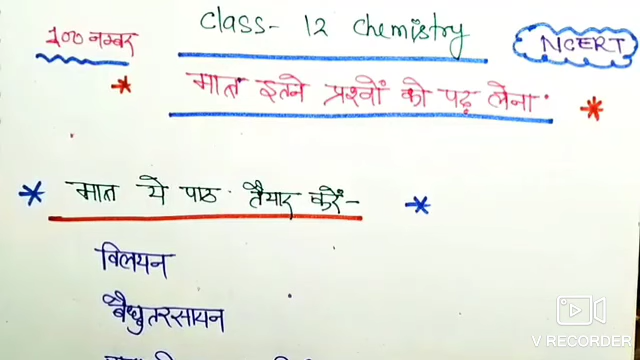 Class- 12 Chemistry
100 नम्बर
NCERT
मात्र इतने प्रश्नों को पढ़ लेना
मात्र ये पाठ तैयार करें-
विलयन
वैधुतरसायन
V RECORDER